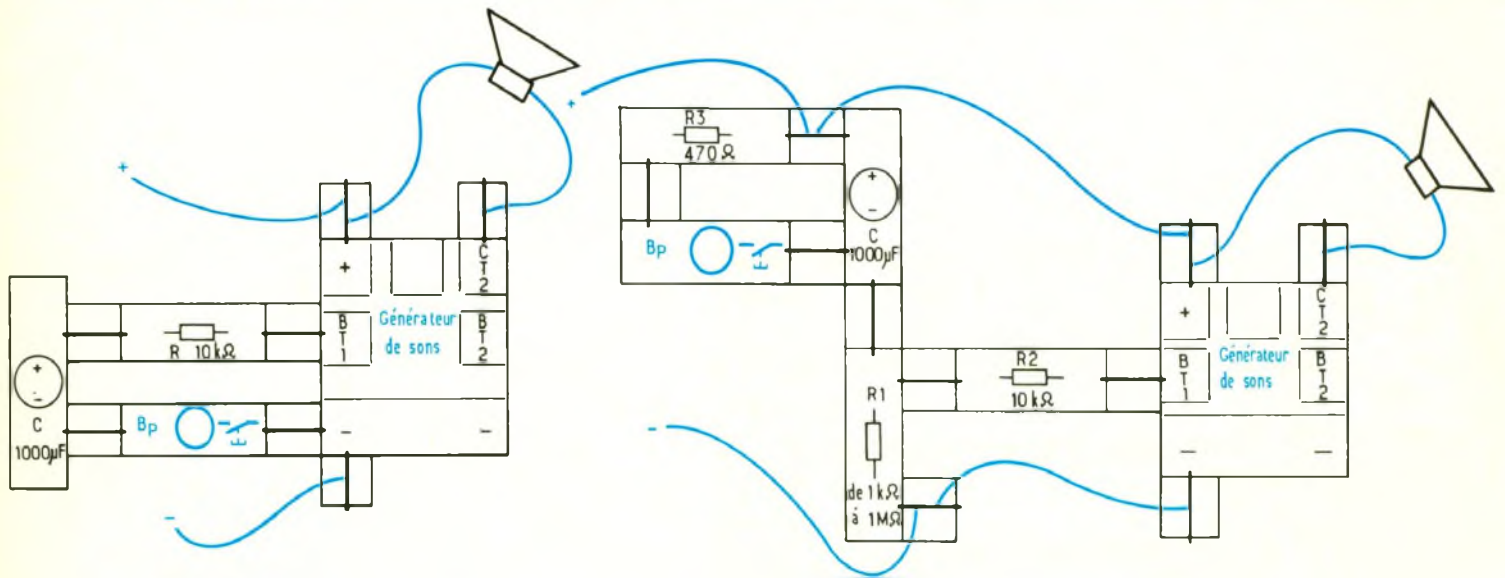 +
+
C
T
2
B
T
1
Générateur
de sons
B
T
2
R 10kΩ
+
-
C
1000µF
Bp
-
-
-
+
R3
470 Ω
+
-
C
1000µF
Bp
+
C
T
2
B
T
1
Générateur
de sons
B
T
2
R2
10kΩ
R1
de 1kΩ
à 1MΩ
-
-
-